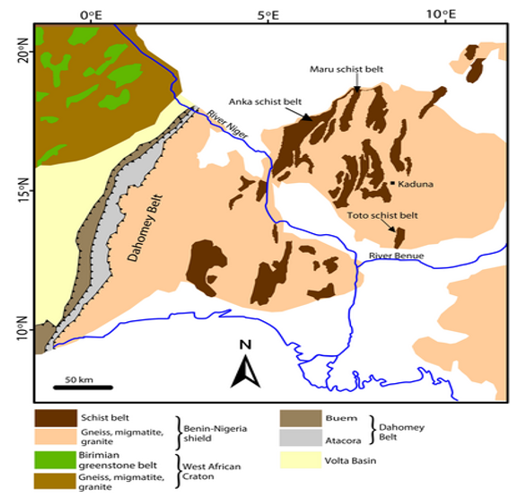 0°E 5°E 10°E
20°N
15°N
10°N
Maru schist belt
Anka schist belt
River Niger
Kaduna
Dahomey Belt
Toto schist belt
River Benue
N
50 km
Schist belt
Gneiss, migmatite,
granite
Benin-Nigeria
shield
Birimian
greenstone belt
Gneiss, migmatite,
granite
West African
Craton
Buem
Atacora
Dahomey
Belt
Volta Basin